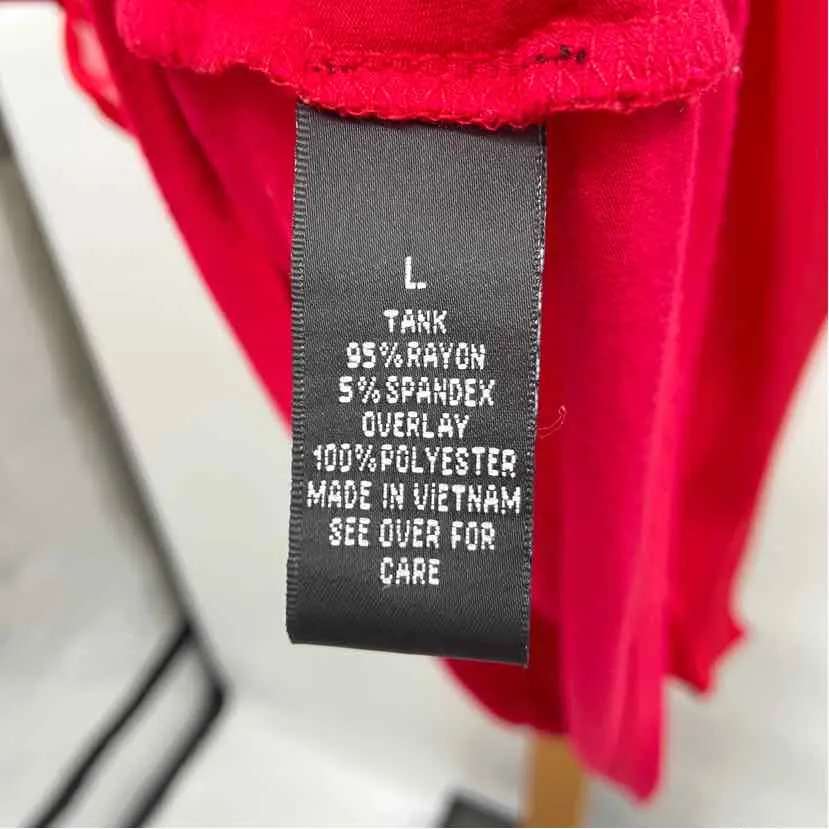 L
TANK
95%RAYON
5%SPANDEX
OVERLAY
100%POLYESTER
MADE IN VIETNAM
SEE OVER FOR
CARE